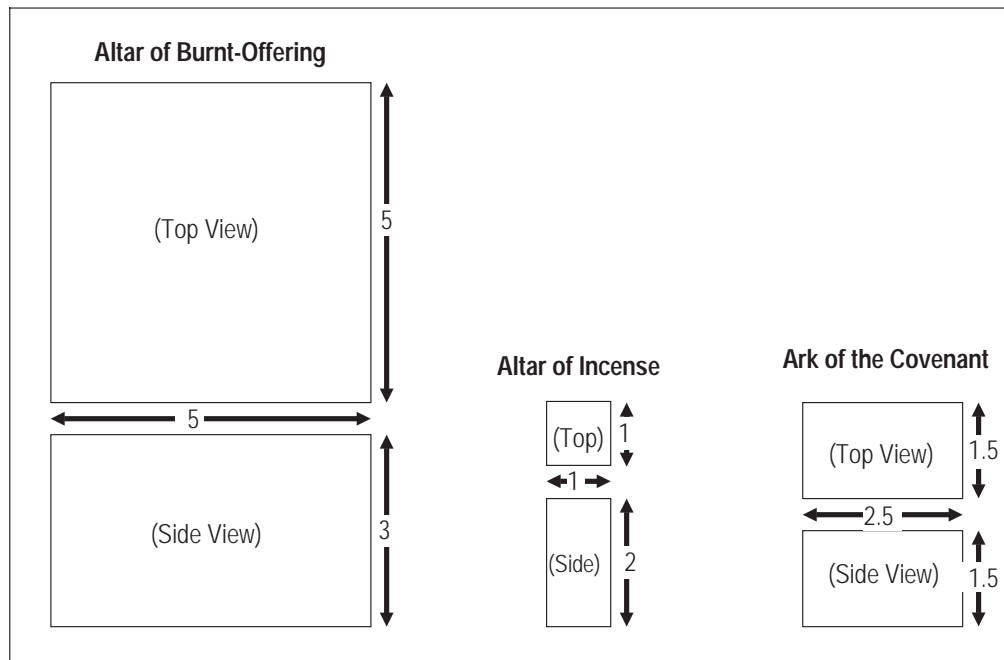 Altar of Burnt-Offering
(Top View)
5
5
(Side View)
3
Altar of Incense
(Top)
1
1
(Side)
2
Ark of the Covenant
(Top View)
1.5
2.5
(Side View)
1.5